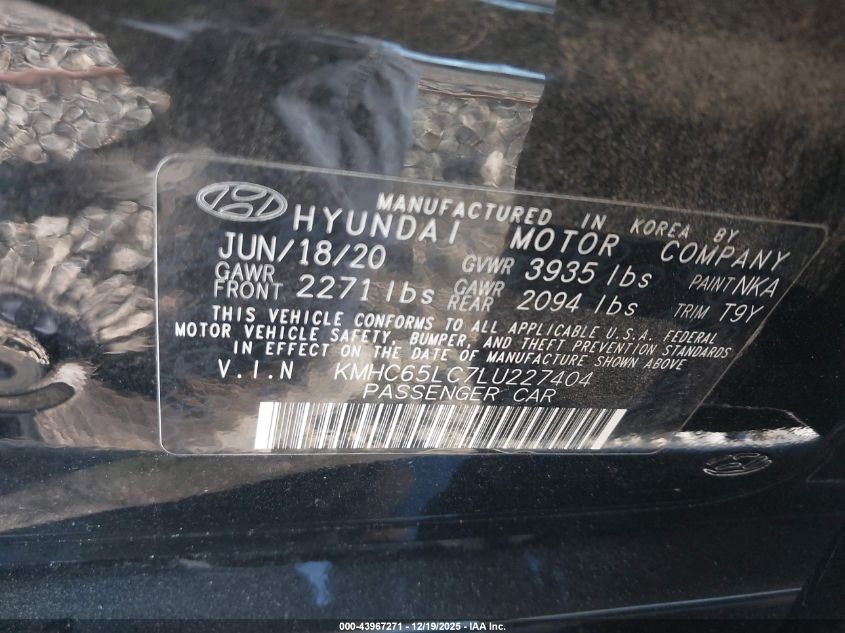 MANUFACTURED IN KOREA BY
HYUNDAI MOTOR COMPANY
JUN/18/20 GVWR 3935 lbs PAINT NKA
GAWR FRONT 2271 lbs GAWR REAR 2094 lbs TRIM T9Y
THIS VEHICLE CONFORMS TO ALL APPLICABLE U.S.A. FEDERAL
MOTOR VEHICLE SAFETY, BUMPER, AND THEFT PREVENTION STANDARDS
IN EFFECT ON THE DATE OF MANUFACTURE SHOWN ABOVE
V.I.N KMHC65LC7LU227404
PASSENGER CAR
000-43967271 - 12/19/2025 - IAA Inc.